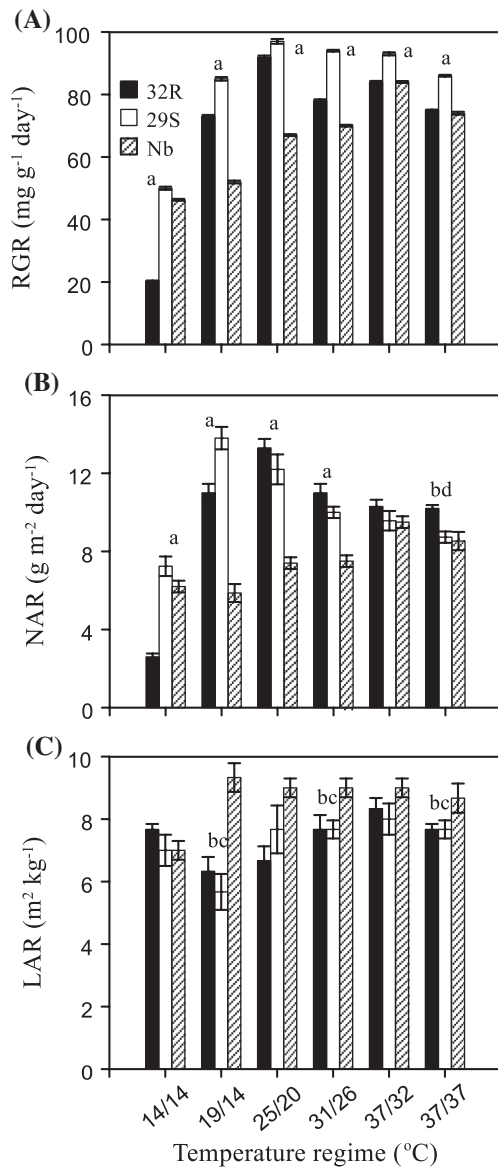 (A)
100
80
60
40
20
0
RGR (mg g⁻¹ day⁻¹)
32R
29S
Nb
a
a
a
a
a
a
(B)
16
12
8
4
0
NAR (g m⁻² day⁻¹)
a
a
a
a
bd
(C)
10
8
6
4
2
0
LAR (m² kg⁻¹)
bc
bc
bc
14/14
19/14
25/20
31/26
37/32
37/37
Temperature regime (°C)